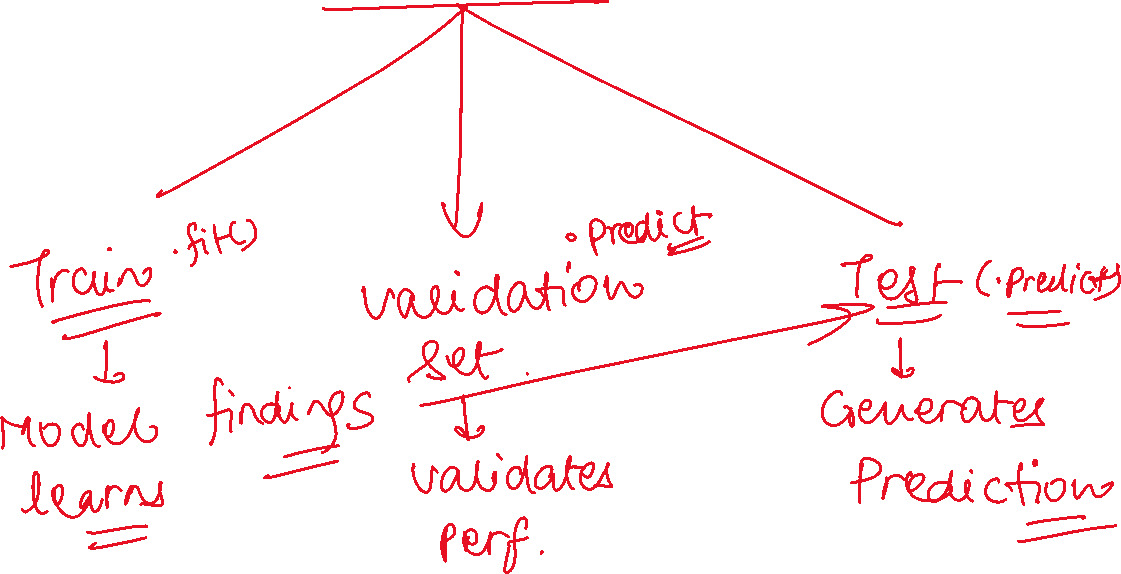 Train .fit()
Model
learns
findings
.predict
validation
set.
validates
perf.
Test (.predict)
Generates
Prediction